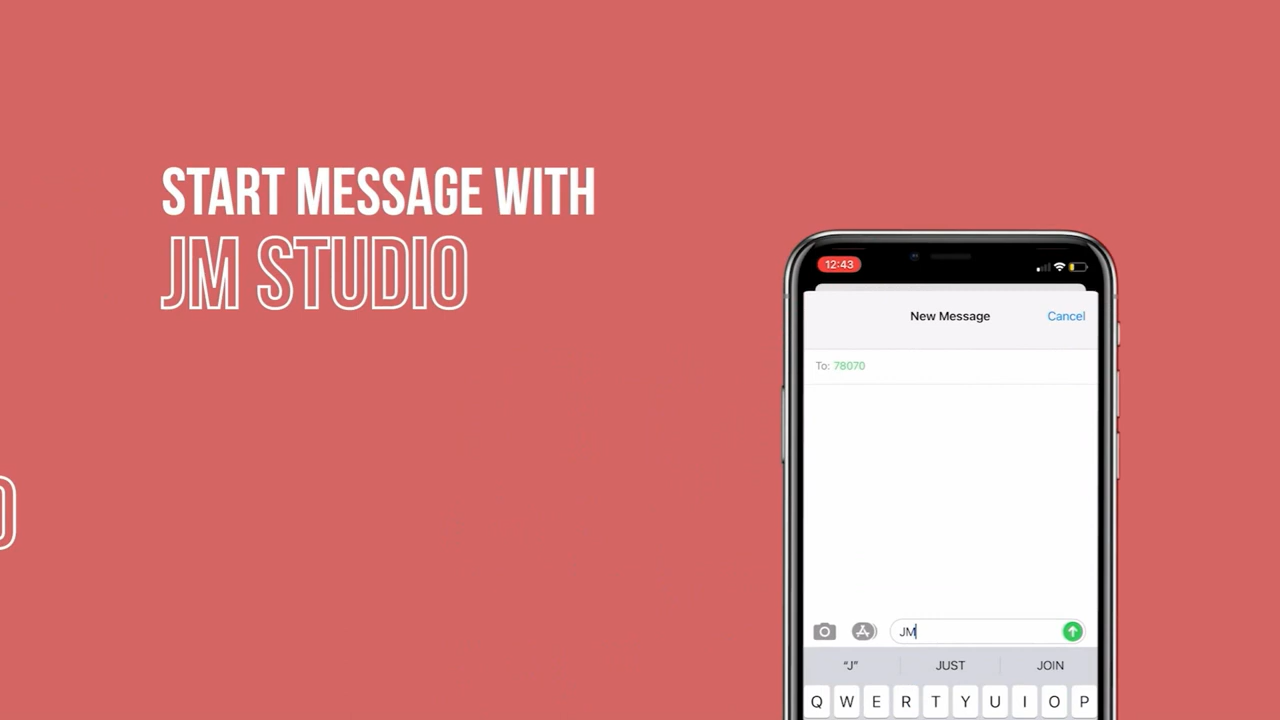 START MESSAGE WITH
JM STUDIO
12:43
New Message
Cancel
To: 78070
JM
"J"
JUST
JOIN
Q W E R T Y U I O P